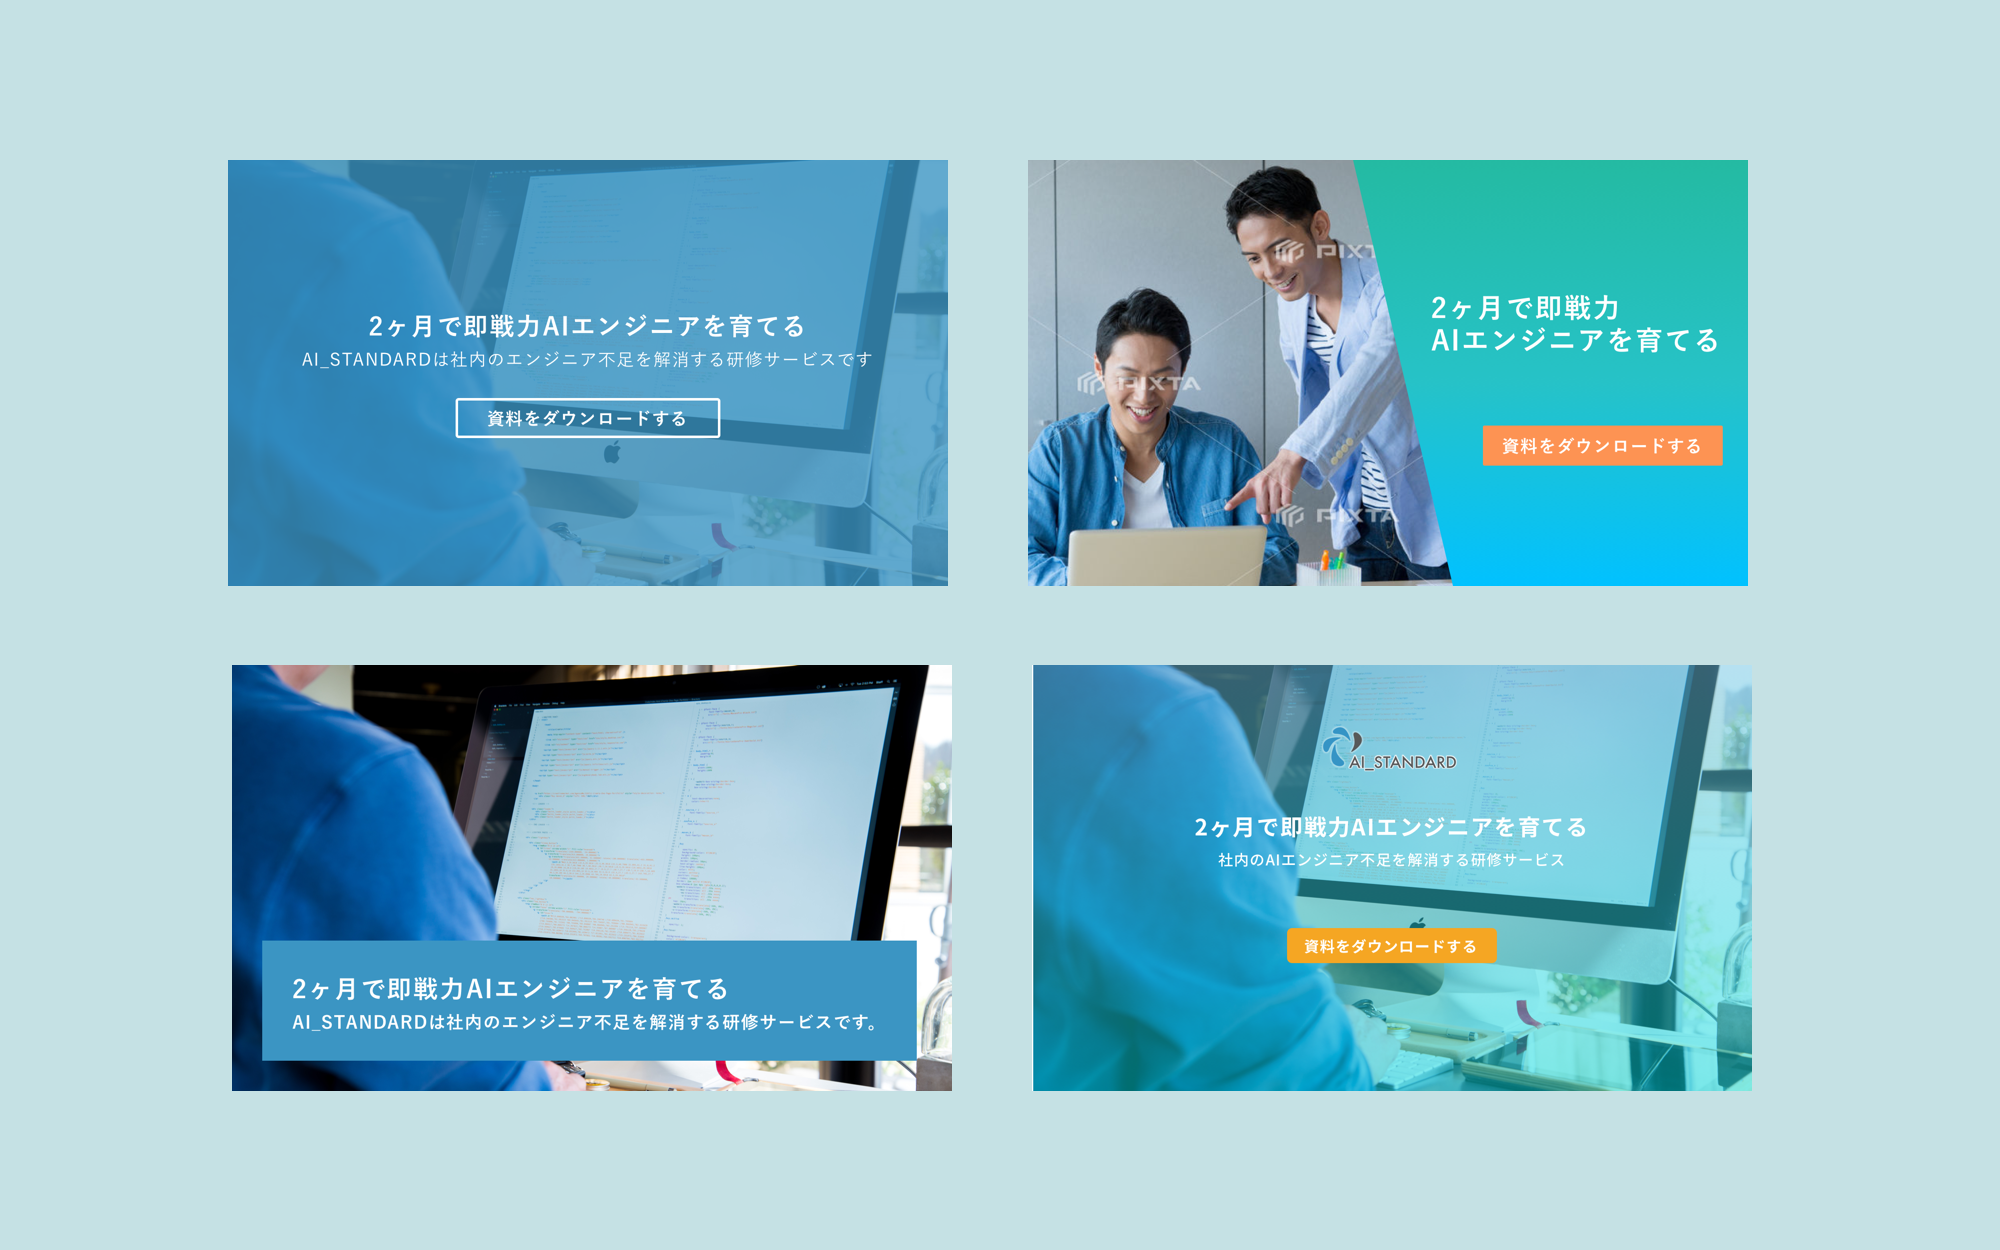 2ヶ月で即戦力AIエンジニアを育てる
AI_STANDARDは社内のエンジニア不足を解消する研修サービスです
資料をダウンロードする
PIXT
PIXTA
PIXTA
2ヶ月で即戦力
AIエンジニアを育てる
資料をダウンロードする
2ヶ月で即戦力AIエンジニアを育てる
AI_STANDARDは社内のエンジニア不足を解消する研修サービスです。
AI_STANDARD
2ヶ月で即戦力AIエンジニアを育てる
社内のAIエンジニア不足を解消する研修サービス
資料をダウンロードする